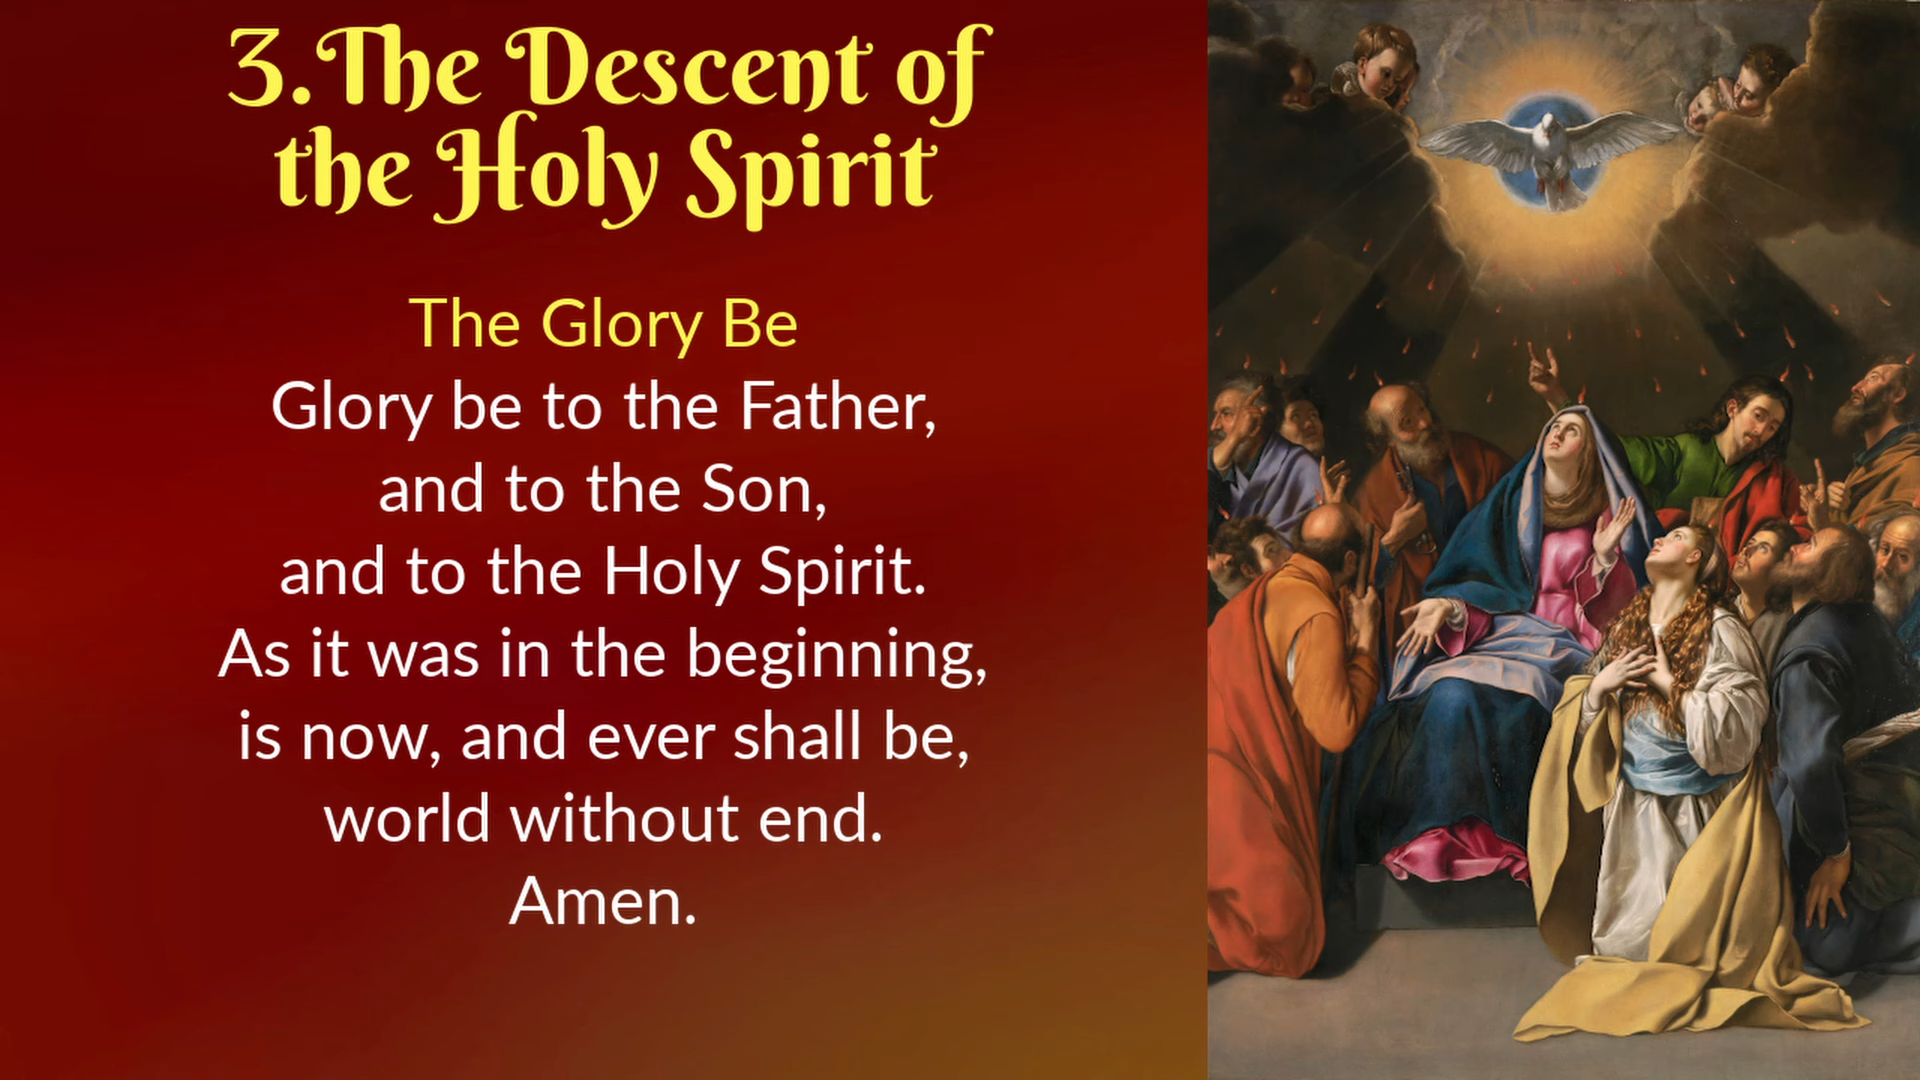 3.The Descent of
the Holy Spirit
The Glory Be
Glory be to the Father,
and to the Son,
and to the Holy Spirit.
As it was in the beginning,
is now, and ever shall be,
world without end.
Amen.